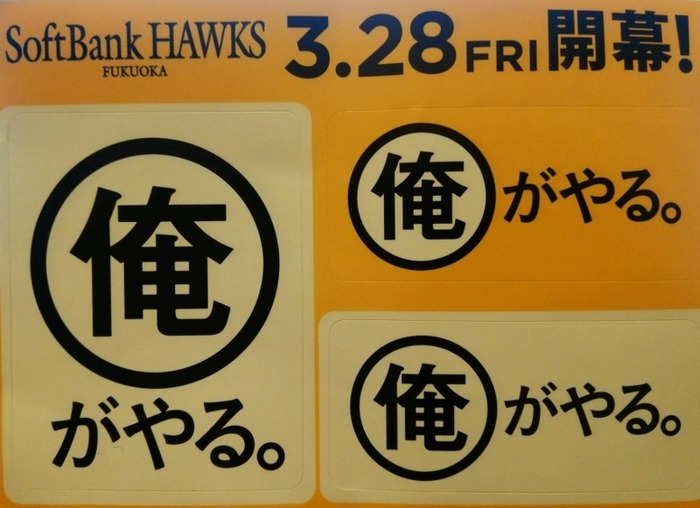 SoftBank HAWKS
FUKUOKA
3.28 FRI 開幕!
俺
がやる。
俺がやる。
俺がやる。